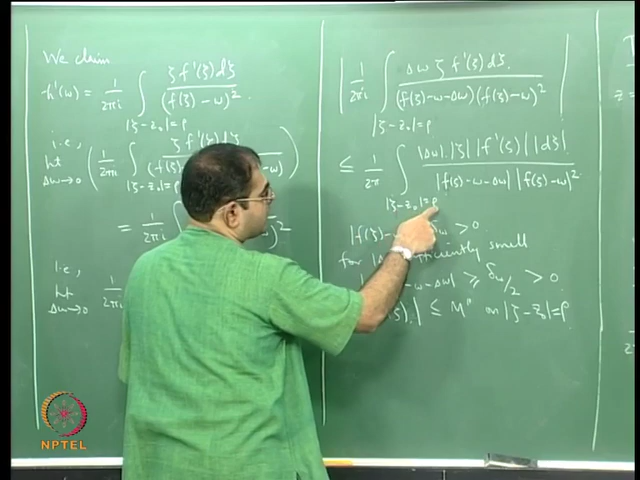 We claim
h'(w) = 1/2πi ∫ ζ f'(ζ) dζ / (f(ζ) - w)².
|ζ - z₀| = ρ
i.e,
lt Δw→0 ( 1/2πi ∫ ζ f'(ζ) dζ / (f(ζ) - w) )
|ζ - z₀| = ρ
= 1/2πi ∫ )²
i.e,
lt Δw→0 1/2πi
| 1/2πi ∫ Δw ζ f'(ζ) dζ. / (f(ζ) - w - Δw)(f(ζ) - w)² |
|ζ - z₀| = ρ
≤ 1/2π ∫ |Δw| |ζ| |f'(ζ)| |dζ| / |f(ζ) - w - Δw| |f(ζ) - w|²
|ζ - z₀| = ρ
|f(ζ) - > 0
for sufficiently small
- w - Δw| ≥ δw/2 > 0
(ζ).| ≤ M" on |ζ - z₀| = ρ
z =
NPTEL